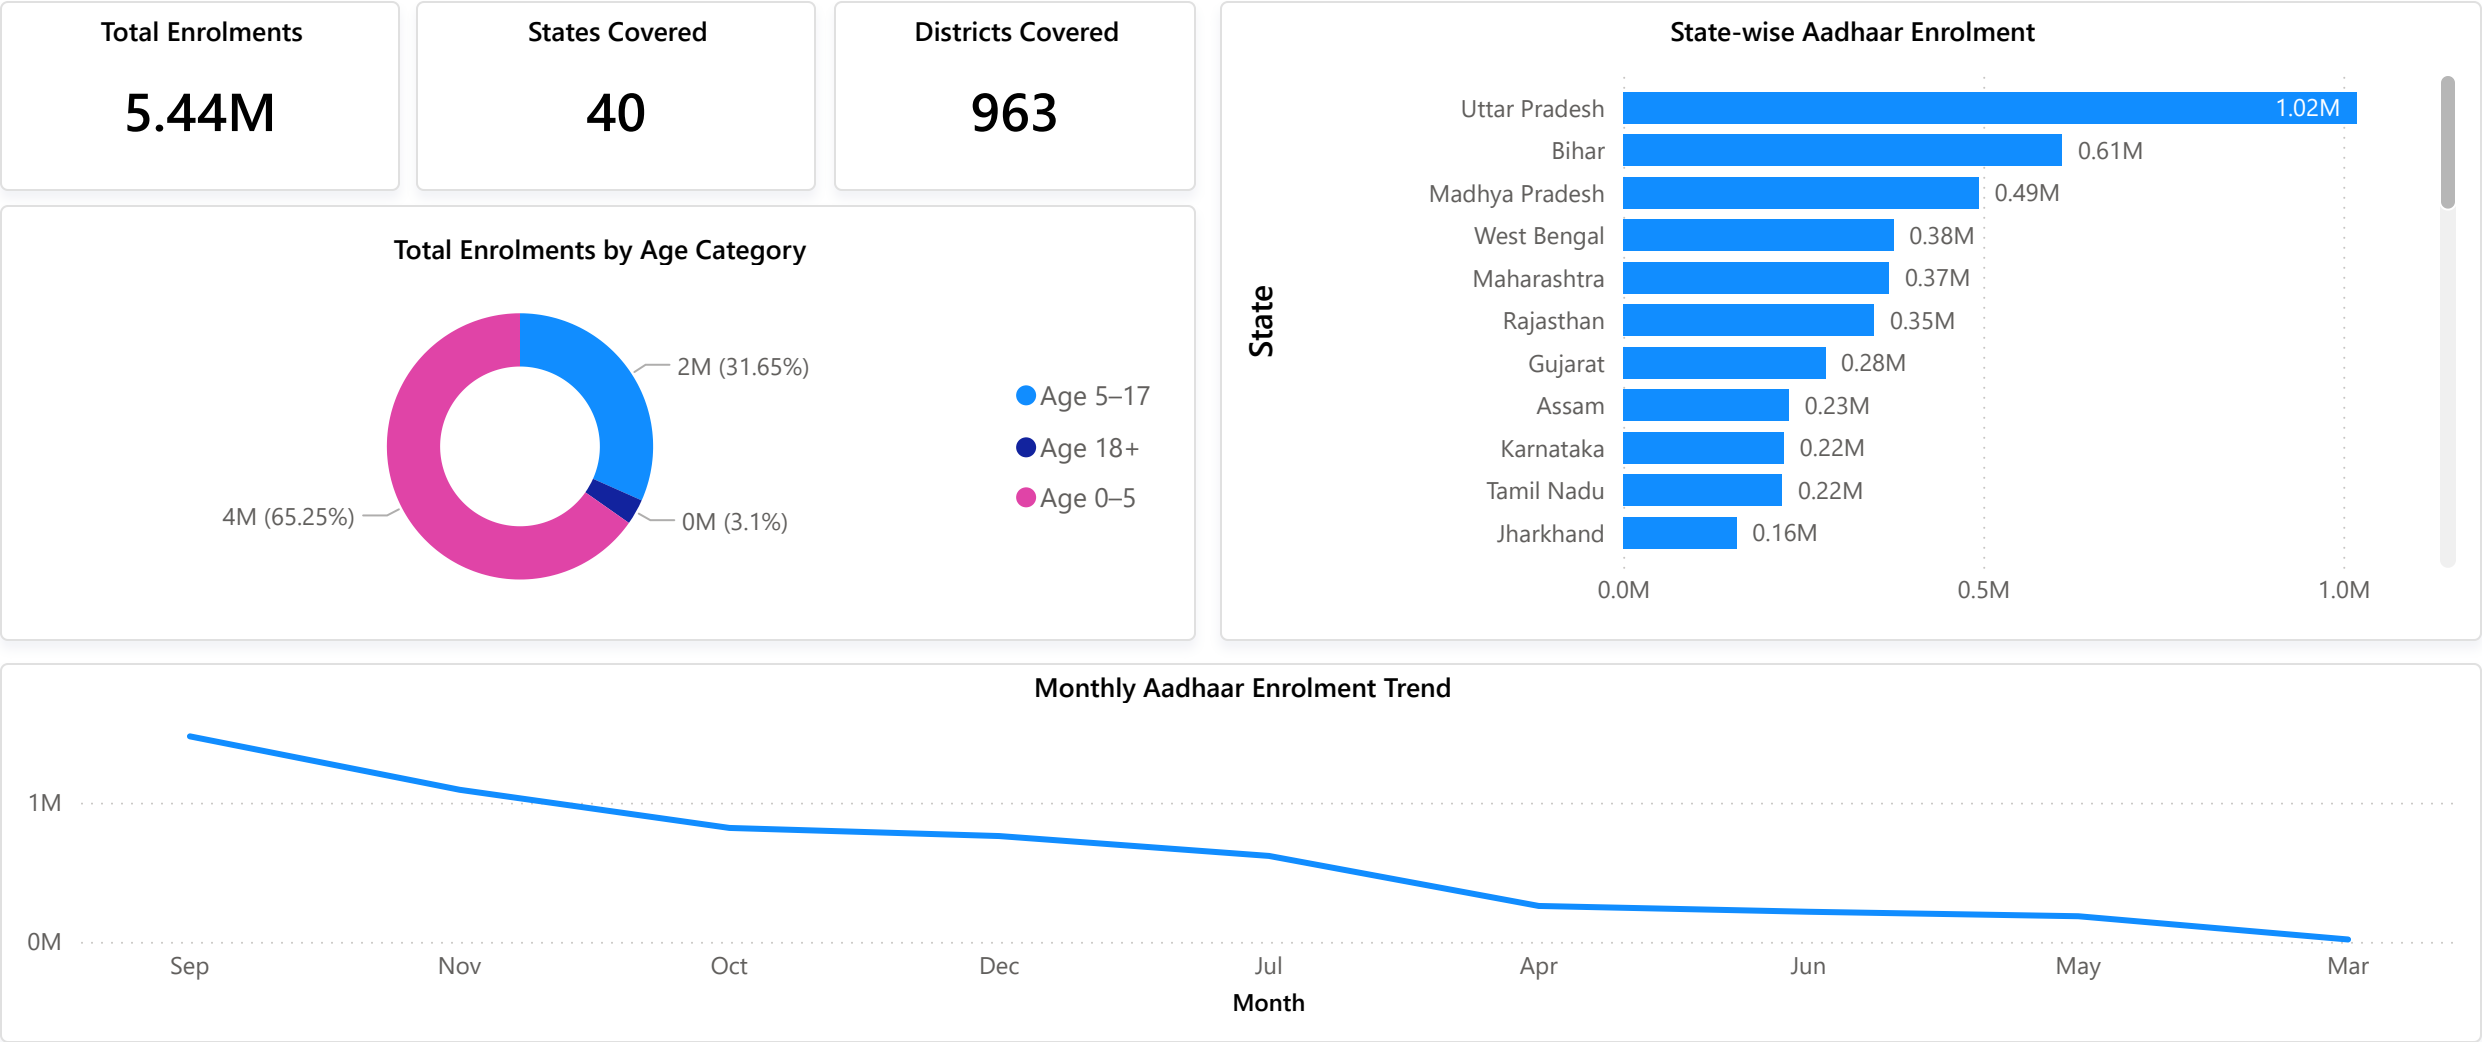 Total Enrolments
5.44M
States Covered
40
Districts Covered
963
Total Enrolments by Age Category
2M (31.65%)
4M (65.25%)
0M (3.1%)
Age 5–17
Age 18+
Age 0–5
State-wise Aadhaar Enrolment
State
Uttar Pradesh 1.02M
Bihar 0.61M
Madhya Pradesh 0.49M
West Bengal 0.38M
Maharashtra 0.37M
Rajasthan 0.35M
Gujarat 0.28M
Assam 0.23M
Karnataka 0.22M
Tamil Nadu 0.22M
Jharkhand 0.16M
0.0M 0.5M 1.0M
Monthly Aadhaar Enrolment Trend
1M
0M
Sep Nov Oct Dec Jul Apr Jun May Mar
Month